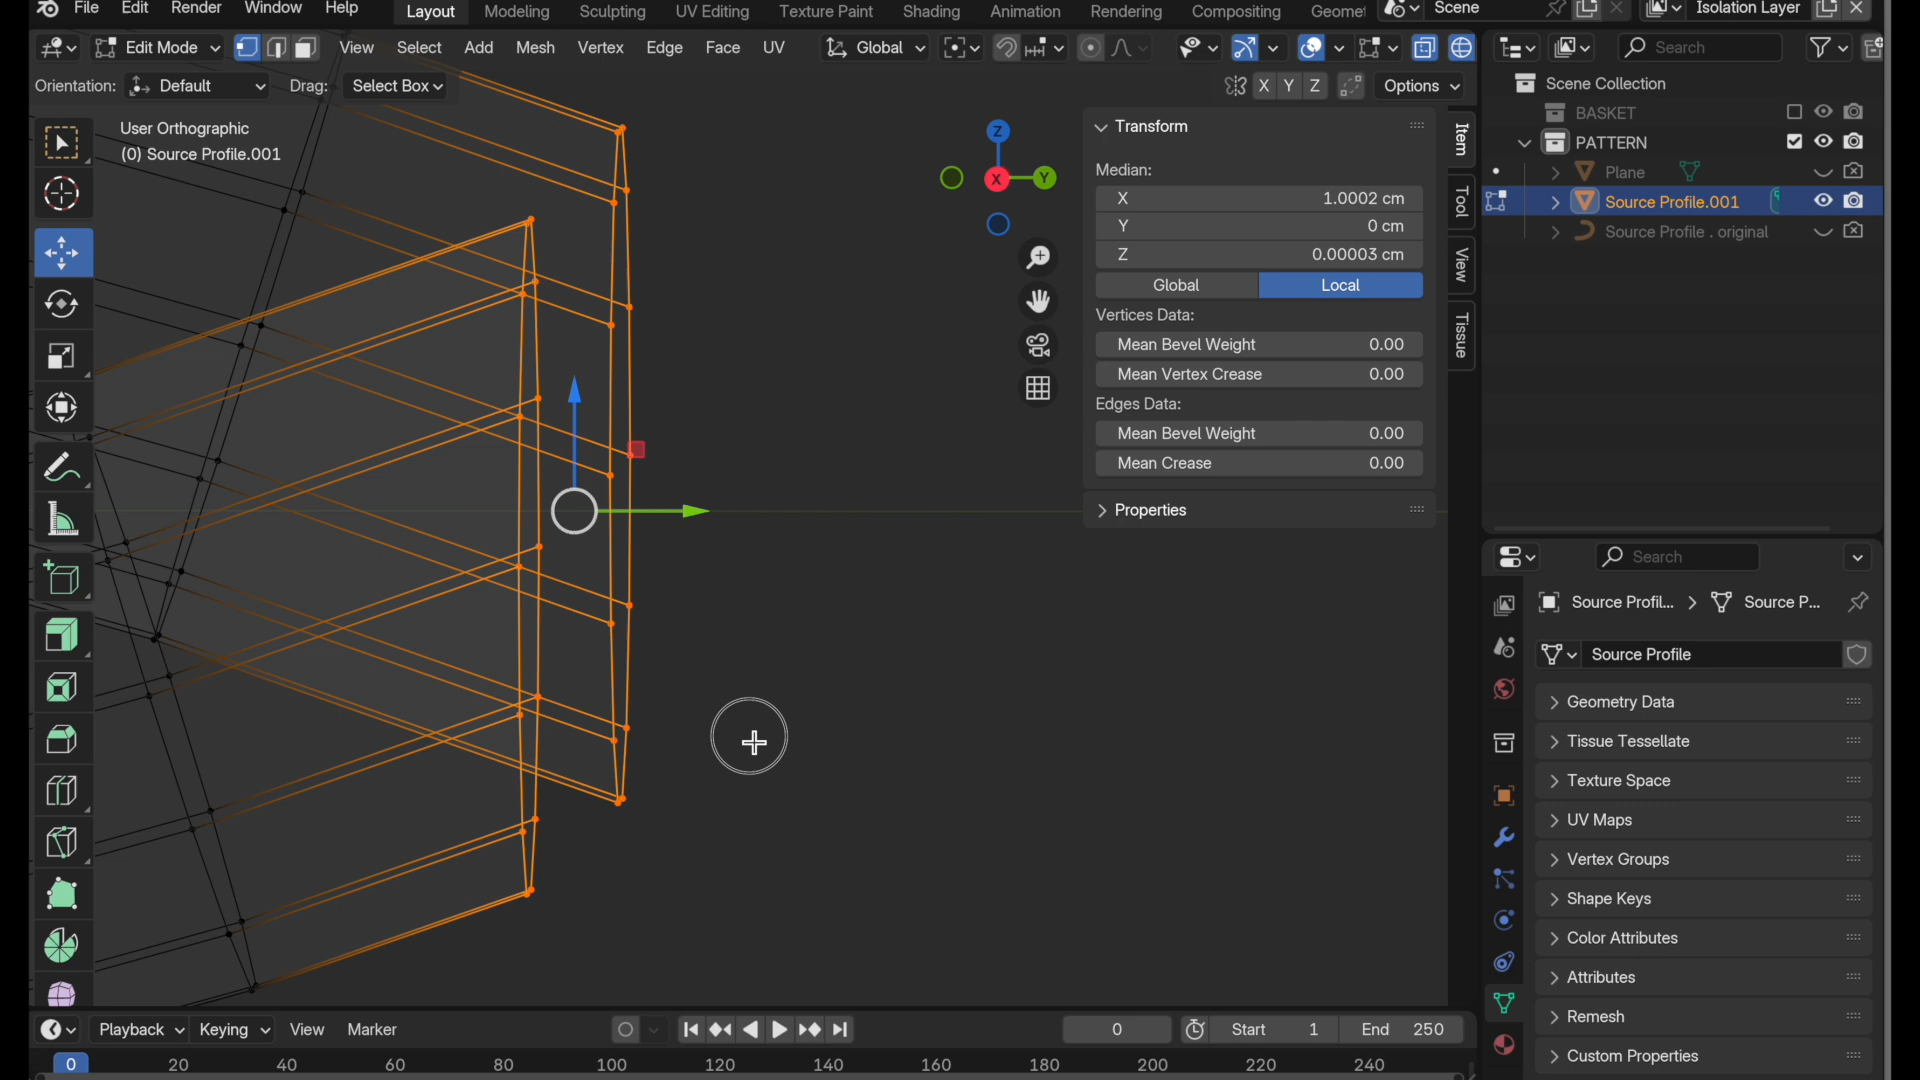 File Edit Render Window Help Layout Modeling Sculpting UV Editing Texture Paint Shading Animation Rendering Compositing Geomet Scene Isolation Layer
Edit Mode View Select Add Mesh Vertex Edge Face UV Global Search
Orientation: Default Drag: Select Box X Y Z Options
User Orthographic
(0) Source Profile.001
Z
X
Y
Transform
Median:
X 1.0002 cm
Y 0 cm
Z 0.00003 cm
Global Local
Vertices Data:
Mean Bevel Weight 0.00
Mean Vertex Crease 0.00
Edges Data:
Mean Bevel Weight 0.00
Mean Crease 0.00
Properties
Item
Tool
View
Tissue
Scene Collection
BASKET
PATTERN
Plane
Source Profile.001
Source Profile . original
Search
Source Profil... Source P...
Source Profile
Geometry Data
Tissue Tessellate
Texture Space
UV Maps
Vertex Groups
Shape Keys
Color Attributes
Attributes
Remesh
Custom Properties
Playback Keying View Marker 0 Start 1 End 250
0 20 40 60 80 100 120 140 160 180 200 220 240